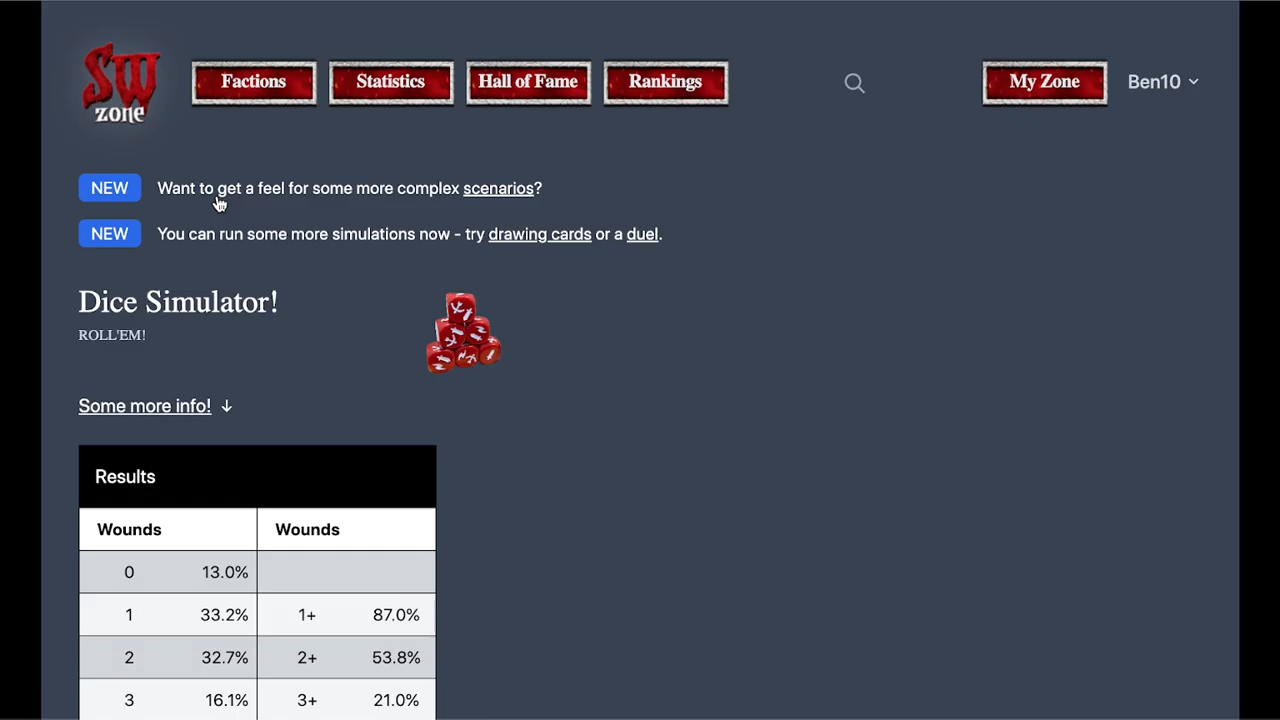 SW
zone
Factions
Statistics
Hall of Fame
Rankings
My Zone
Ben10
NEW Want to get a feel for some more complex scenarios?
NEW You can run some more simulations now - try drawing cards or a duel.
Dice Simulator!
ROLL'EM!
Some more info! ↓
Results
Wounds Wounds
0 13.0%
1 33.2% 1+ 87.0%
2 32.7% 2+ 53.8%
3 16.1% 3+ 21.0%